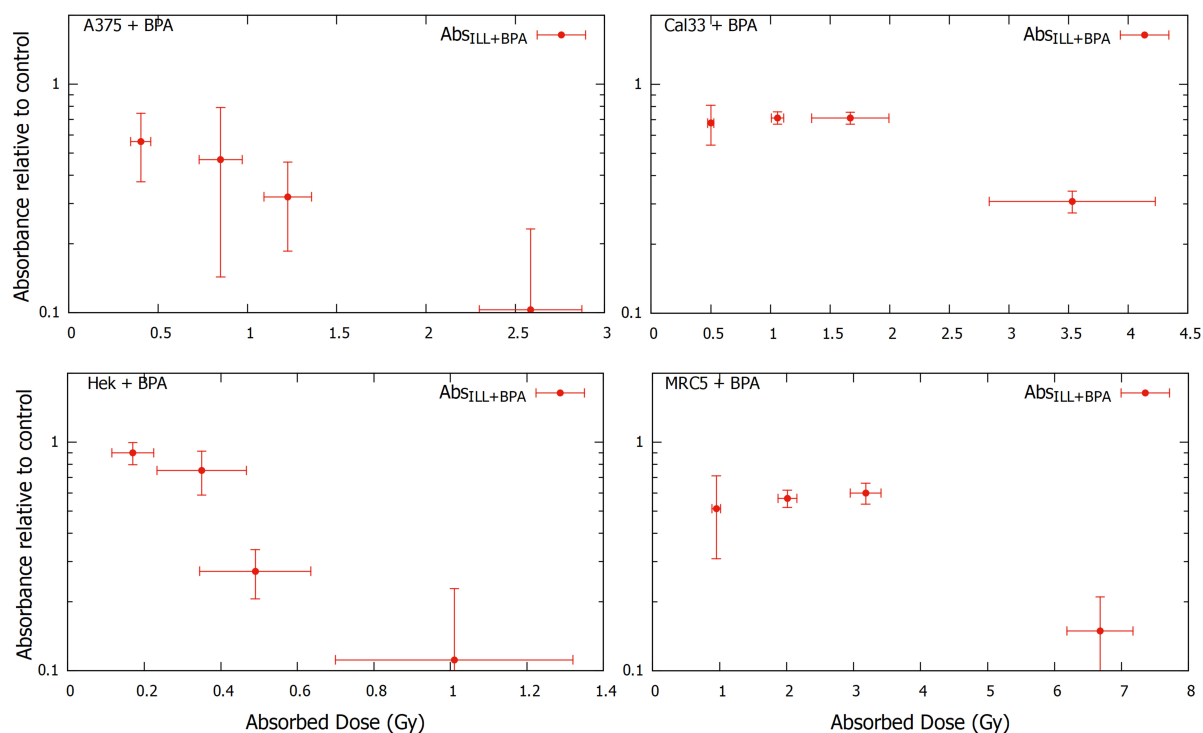 A375 + BPA
AbsILL+BPA
Absorbance relative to control
1
0.1
0 0.5 1 1.5 2 2.5 3
Cal33 + BPA
AbsILL+BPA
1
0.1
0 0.5 1 1.5 2 2.5 3 3.5 4 4.5
Hek + BPA
AbsILL+BPA
Absorbance relative to control
1
0.1
0 0.2 0.4 0.6 0.8 1 1.2 1.4
Absorbed Dose (Gy)
MRC5 + BPA
AbsILL+BPA
1
0.1
0 1 2 3 4 5 6 7 8
Absorbed Dose (Gy)